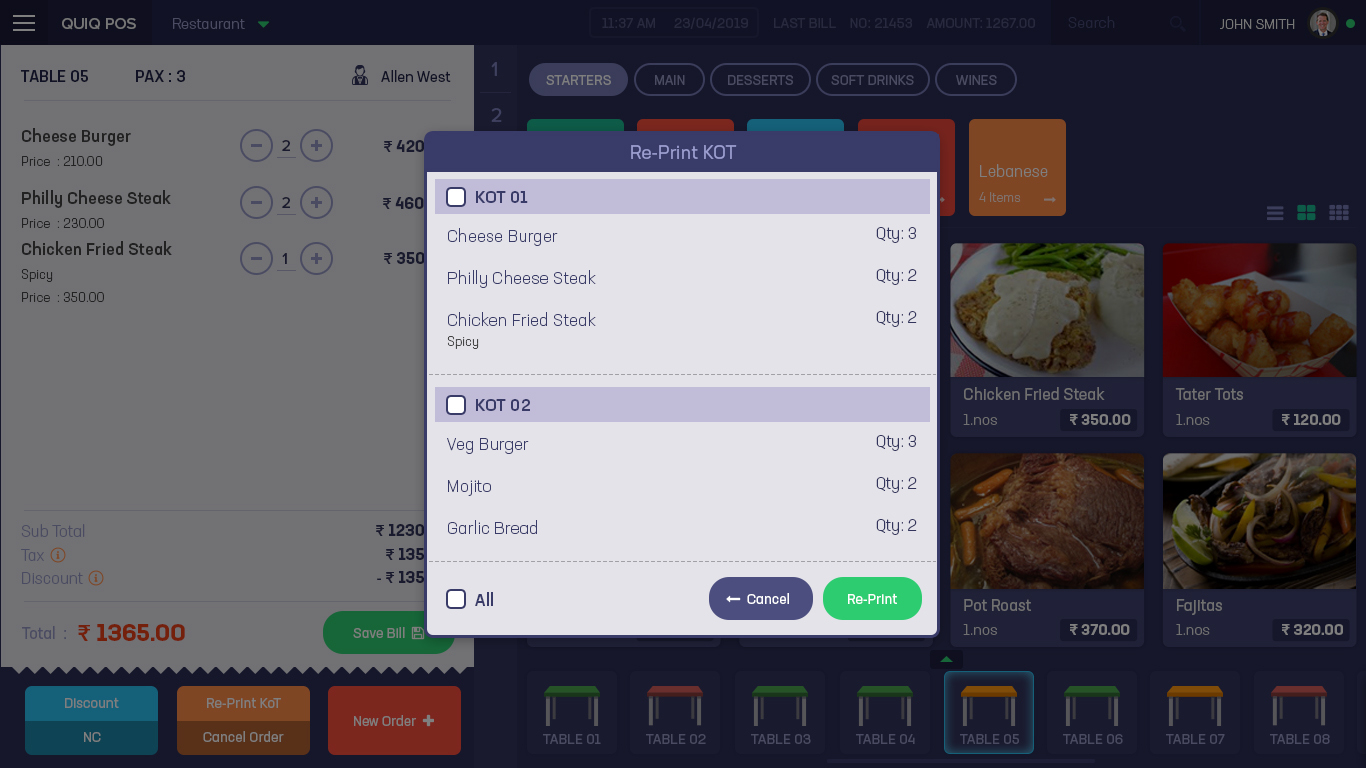 QUIQ POS
Restaurant
11:37 AM 23/04/2019
LAST BILL NO: 21453 AMOUNT: 1267.00
Search
JOHN SMITH
TABLE 05 PAX : 3
Allen West
Cheese Burger
Price : 210.00
2
₹ 420
Philly Cheese Steak
Price : 230.00
2
₹ 460
Chicken Fried Steak
Spicy
Price : 350.00
1
₹ 350
Sub Total ₹ 1230
Tax ₹ 135
Discount - ₹ 135
Total : ₹ 1365.00
Save Bill
Discount
NC
Re-Print KoT
Cancel Order
New Order
1
2
STARTERS
MAIN
DESSERTS
SOFT DRINKS
WINES
Lebanese
4 Items
Re-Print KOT
KOT 01
Cheese Burger Qty: 3
Philly Cheese Steak Qty: 2
Chicken Fried Steak Qty: 2
Spicy
KOT 02
Veg Burger Qty: 3
Mojito Qty: 2
Garlic Bread Qty: 2
All
Cancel
Re-Print
Chicken Fried Steak
1.nos ₹ 350.00
Tater Tots
1.nos ₹ 120.00
Pot Roast
1.nos ₹ 370.00
Fajitas
1.nos ₹ 320.00
TABLE 01
TABLE 02
TABLE 03
TABLE 04
TABLE 05
TABLE 06
TABLE 07
TABLE 08